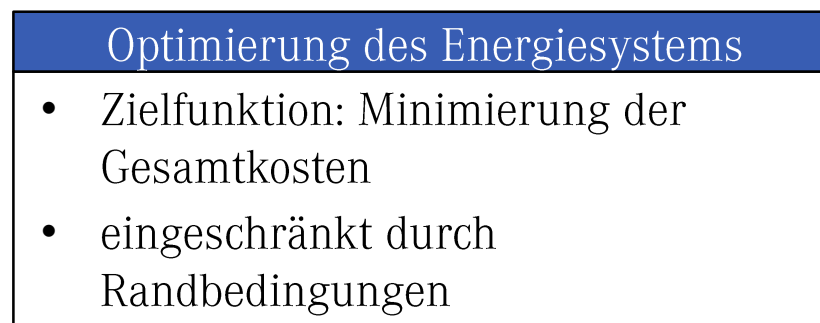 Optimierung des Energiesystems
• Zielfunktion: Minimierung der
Gesamtkosten
• eingeschränkt durch
Randbedingungen